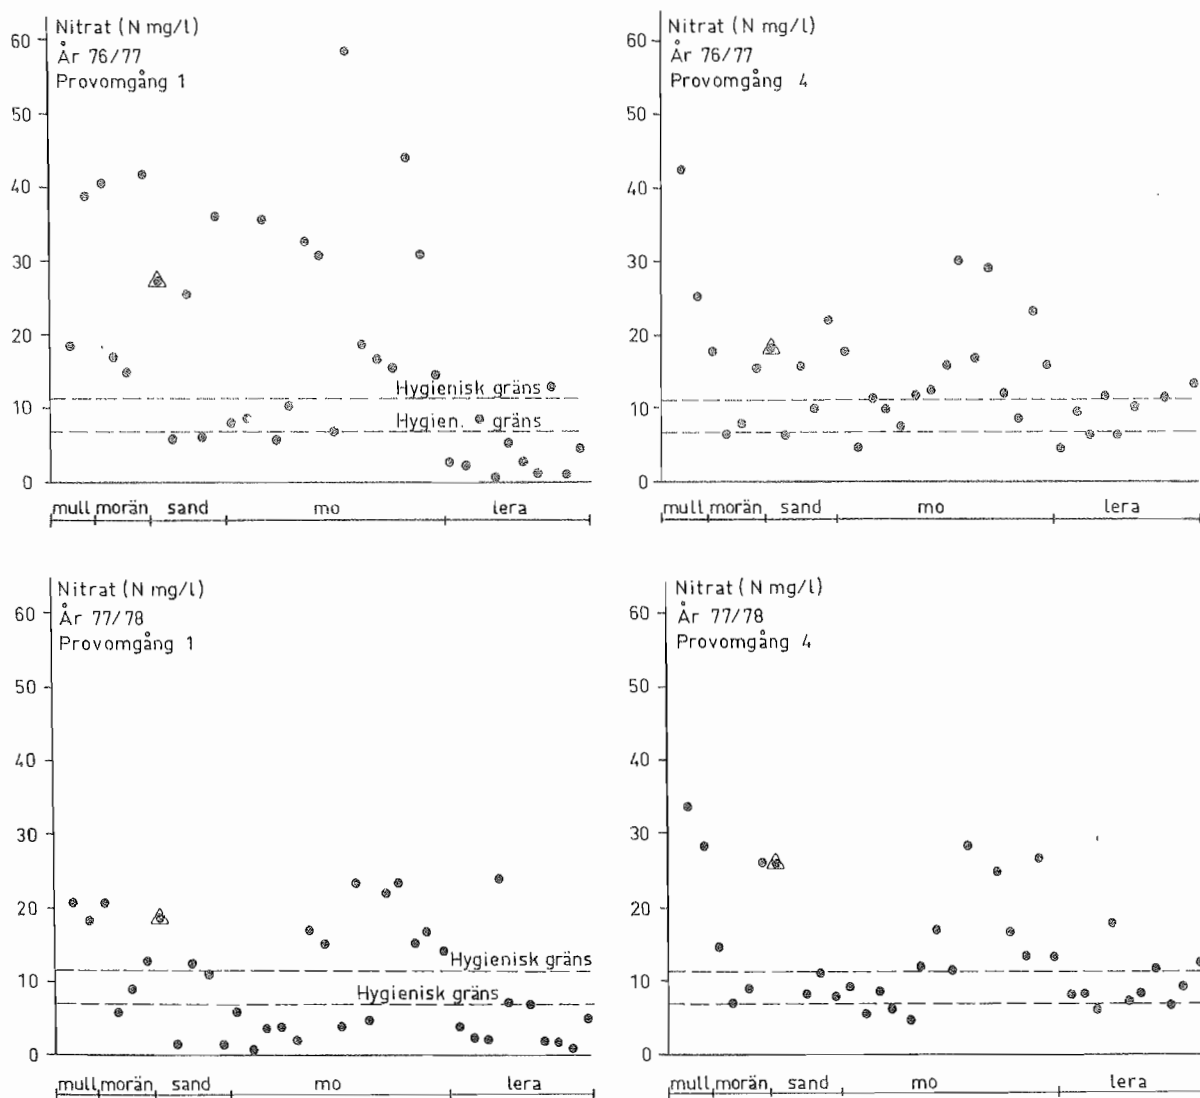 Nitrat (N mg/l)
År 76/77
Provomgång 1
60
50
40
30
20
10
0
Hygienisk gräns
Hygien. gräns
mull morän sand mo lera
Nitrat (N mg/l)
År 76/77
Provomgång 4
60
50
40
30
20
10
0
mull morän sand mo lera
Nitrat (N mg/l)
År 77/78
Provomgång 1
60
50
40
30
20
10
0
Hygienisk gräns
Hygienisk gräns
mull morän sand mo lera
Nitrat (N mg/l)
År 77/78
Provomgång 4
60
50
40
30
20
10
0
mull morän sand mo lera